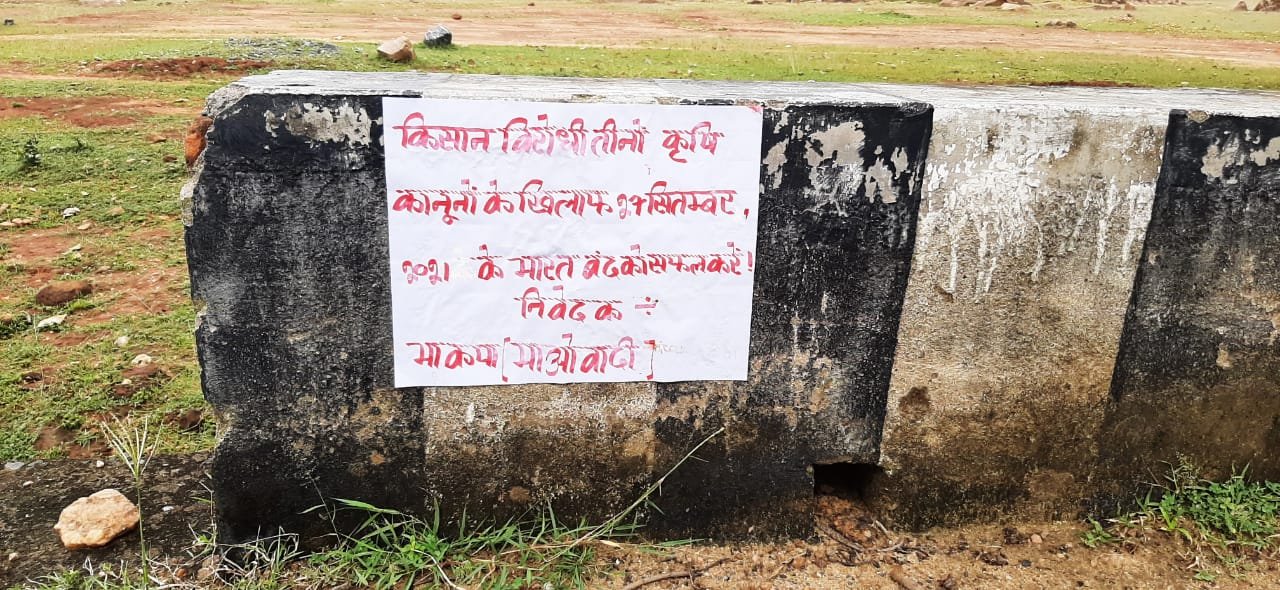 किसान विरोधी तीनों कृषि
कानूनों के खिलाफ २७ सितम्बर,
२०२१ के भारत बंद को सफल करें!
निवेदक ÷
भाकपा [माओवादी]